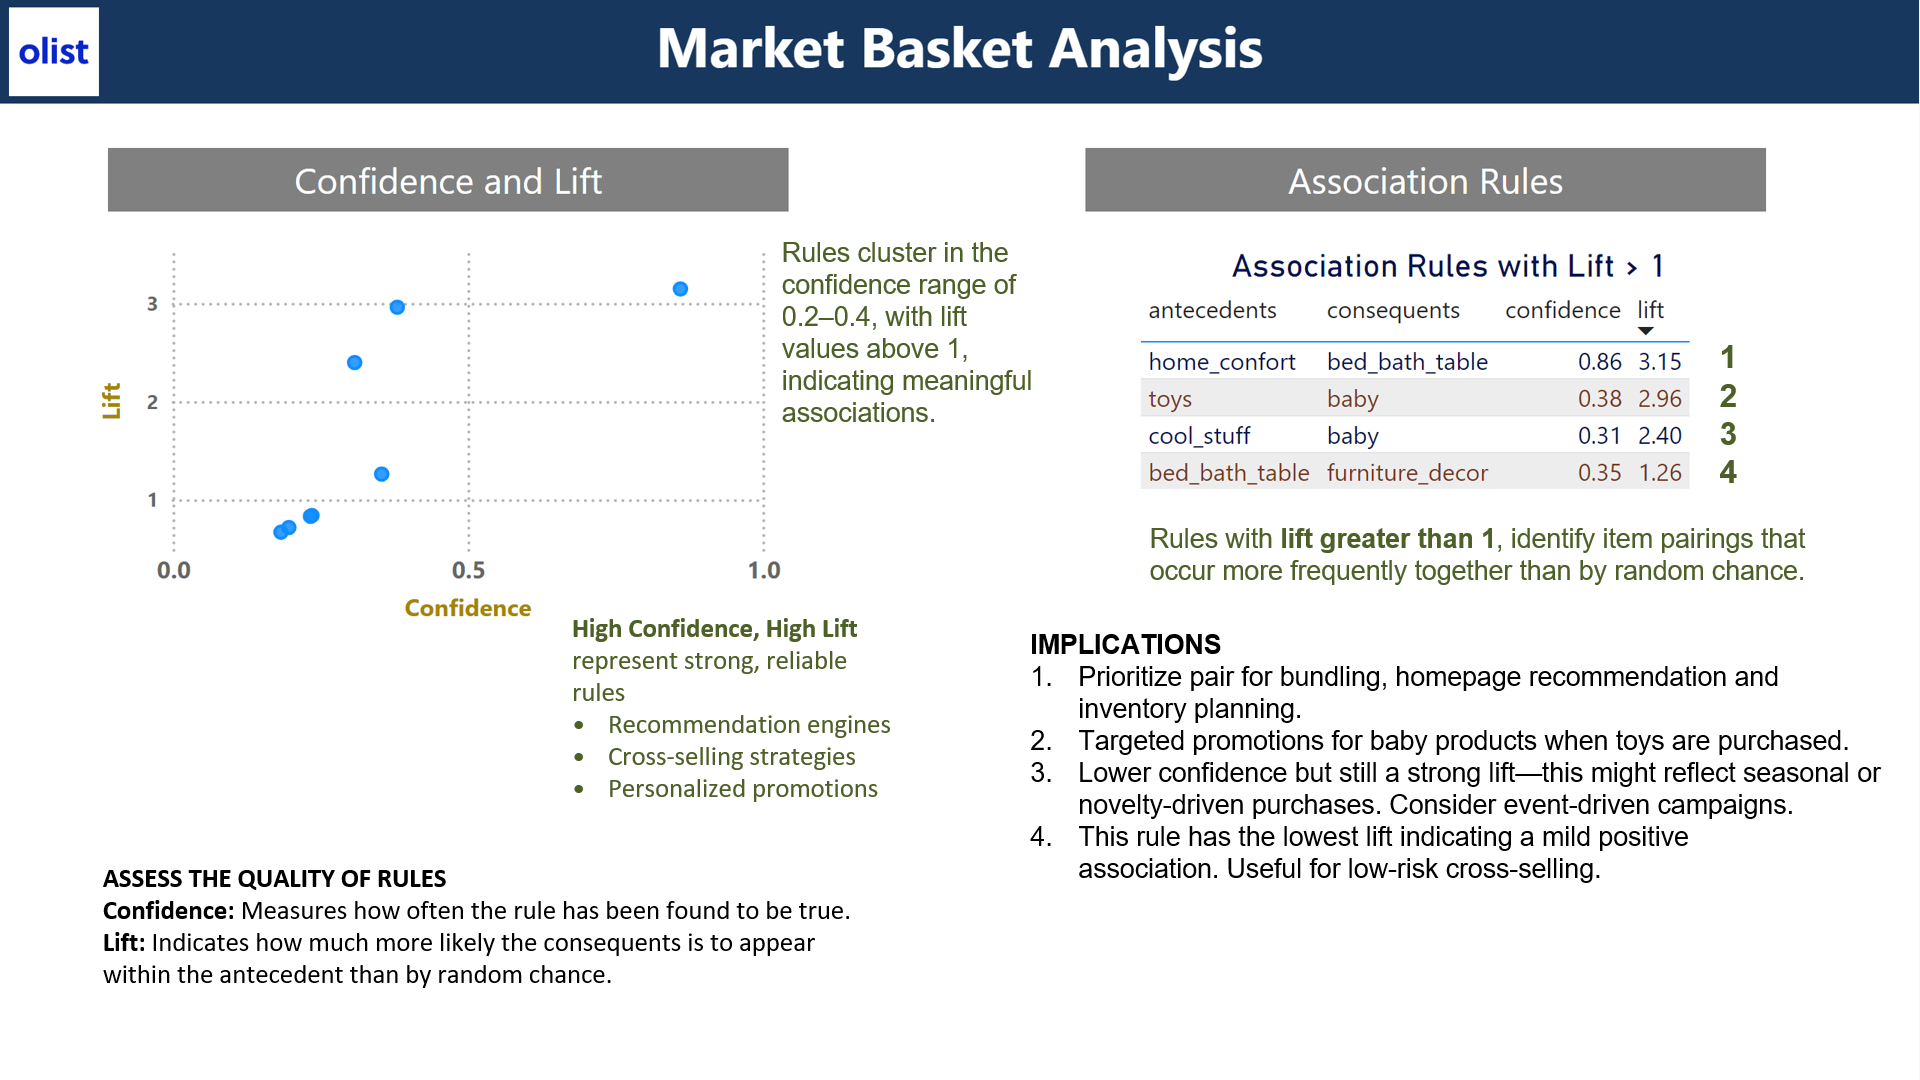 olist
Market Basket Analysis
Confidence and Lift
3
2
1
Lift
0.0 0.5 1.0
Confidence
Rules cluster in the
confidence range of
0.2–0.4, with lift
values above 1,
indicating meaningful
associations.
High Confidence, High Lift
represent strong, reliable
rules
• Recommendation engines
• Cross-selling strategies
• Personalized promotions
ASSESS THE QUALITY OF RULES
Confidence: Measures how often the rule has been found to be true.
Lift: Indicates how much more likely the consequents is to appear
within the antecedent than by random chance.
Association Rules
Association Rules with Lift > 1
antecedents consequents confidence lift
home_confort bed_bath_table 0.86 3.15 1
toys baby 0.38 2.96 2
cool_stuff baby 0.31 2.40 3
bed_bath_table furniture_decor 0.35 1.26 4
Rules with lift greater than 1, identify item pairings that
occur more frequently together than by random chance.
IMPLICATIONS
1. Prioritize pair for bundling, homepage recommendation and
inventory planning.
2. Targeted promotions for baby products when toys are purchased.
3. Lower confidence but still a strong lift—this might reflect seasonal or
novelty-driven purchases. Consider event-driven campaigns.
4. This rule has the lowest lift indicating a mild positive
association. Useful for low-risk cross-selling.